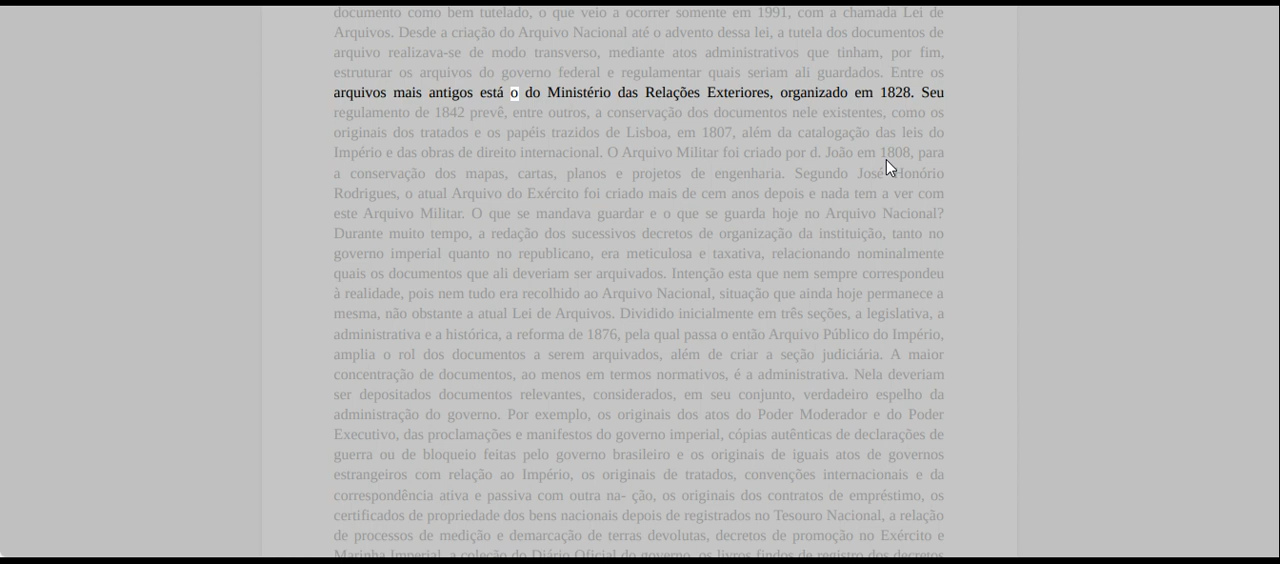 documento como bem tutelado, o que veio a ocorrer somente em 1991, com a chamada Lei de
Arquivos. Desde a criação do Arquivo Nacional até o advento dessa lei, a tutela dos documentos de
arquivo realizava-se de modo transverso, mediante atos administrativos que tinham, por fim,
estruturar os arquivos do governo federal e regulamentar quais seriam ali guardados. Entre os
arquivos mais antigos está o do Ministério das Relações Exteriores, organizado em 1828. Seu
regulamento de 1842 prevê, entre outros, a conservação dos documentos nele existentes, como os
originais dos tratados e os papéis trazidos de Lisboa, em 1807, além da catalogação das leis do
Império e das obras de direito internacional. O Arquivo Militar foi criado por d. João em 1808, para
a conservação dos mapas, cartas, planos e projetos de engenharia. Segundo José Honório
Rodrigues, o atual Arquivo do Exército foi criado mais de cem anos depois e nada tem a ver com
este Arquivo Militar. O que se mandava guardar e o que se guarda hoje no Arquivo Nacional?
Durante muito tempo, a redação dos sucessivos decretos de organização da instituição, tanto no
governo imperial quanto no republicano, era meticulosa e taxativa, relacionando nominalmente
quais os documentos que ali deveriam ser arquivados. Intenção esta que nem sempre correspondeu
à realidade, pois nem tudo era recolhido ao Arquivo Nacional, situação que ainda hoje permanece a
mesma, não obstante a atual Lei de Arquivos. Dividido inicialmente em três seções, a legislativa, a
administrativa e a histórica, a reforma de 1876, pela qual passa o então Arquivo Público do Império,
amplia o rol dos documentos a serem arquivados, além de criar a seção judiciária. A maior
concentração de documentos, ao menos em termos normativos, é a administrativa. Nela deveriam
ser depositados documentos relevantes, considerados, em seu conjunto, verdadeiro espelho da
administração do governo. Por exemplo, os originais dos atos do Poder Moderador e do Poder
Executivo, das proclamações e manifestos do governo imperial, cópias autênticas de declarações de
guerra ou de bloqueio feitas pelo governo brasileiro e os originais de iguais atos de governos
estrangeiros com relação ao Império, os originais de tratados, convenções internacionais e da
correspondência ativa e passiva com outra na- ção, os originais dos contratos de empréstimo, os
certificados de propriedade dos bens nacionais depois de registrados no Tesouro Nacional, a relação
de processos de medição e demarcação de terras devolutas, decretos de promoção no Exército e
Marinha Imperial, a coleção do Diário Oficial do governo, os livros findos de registro dos decretos